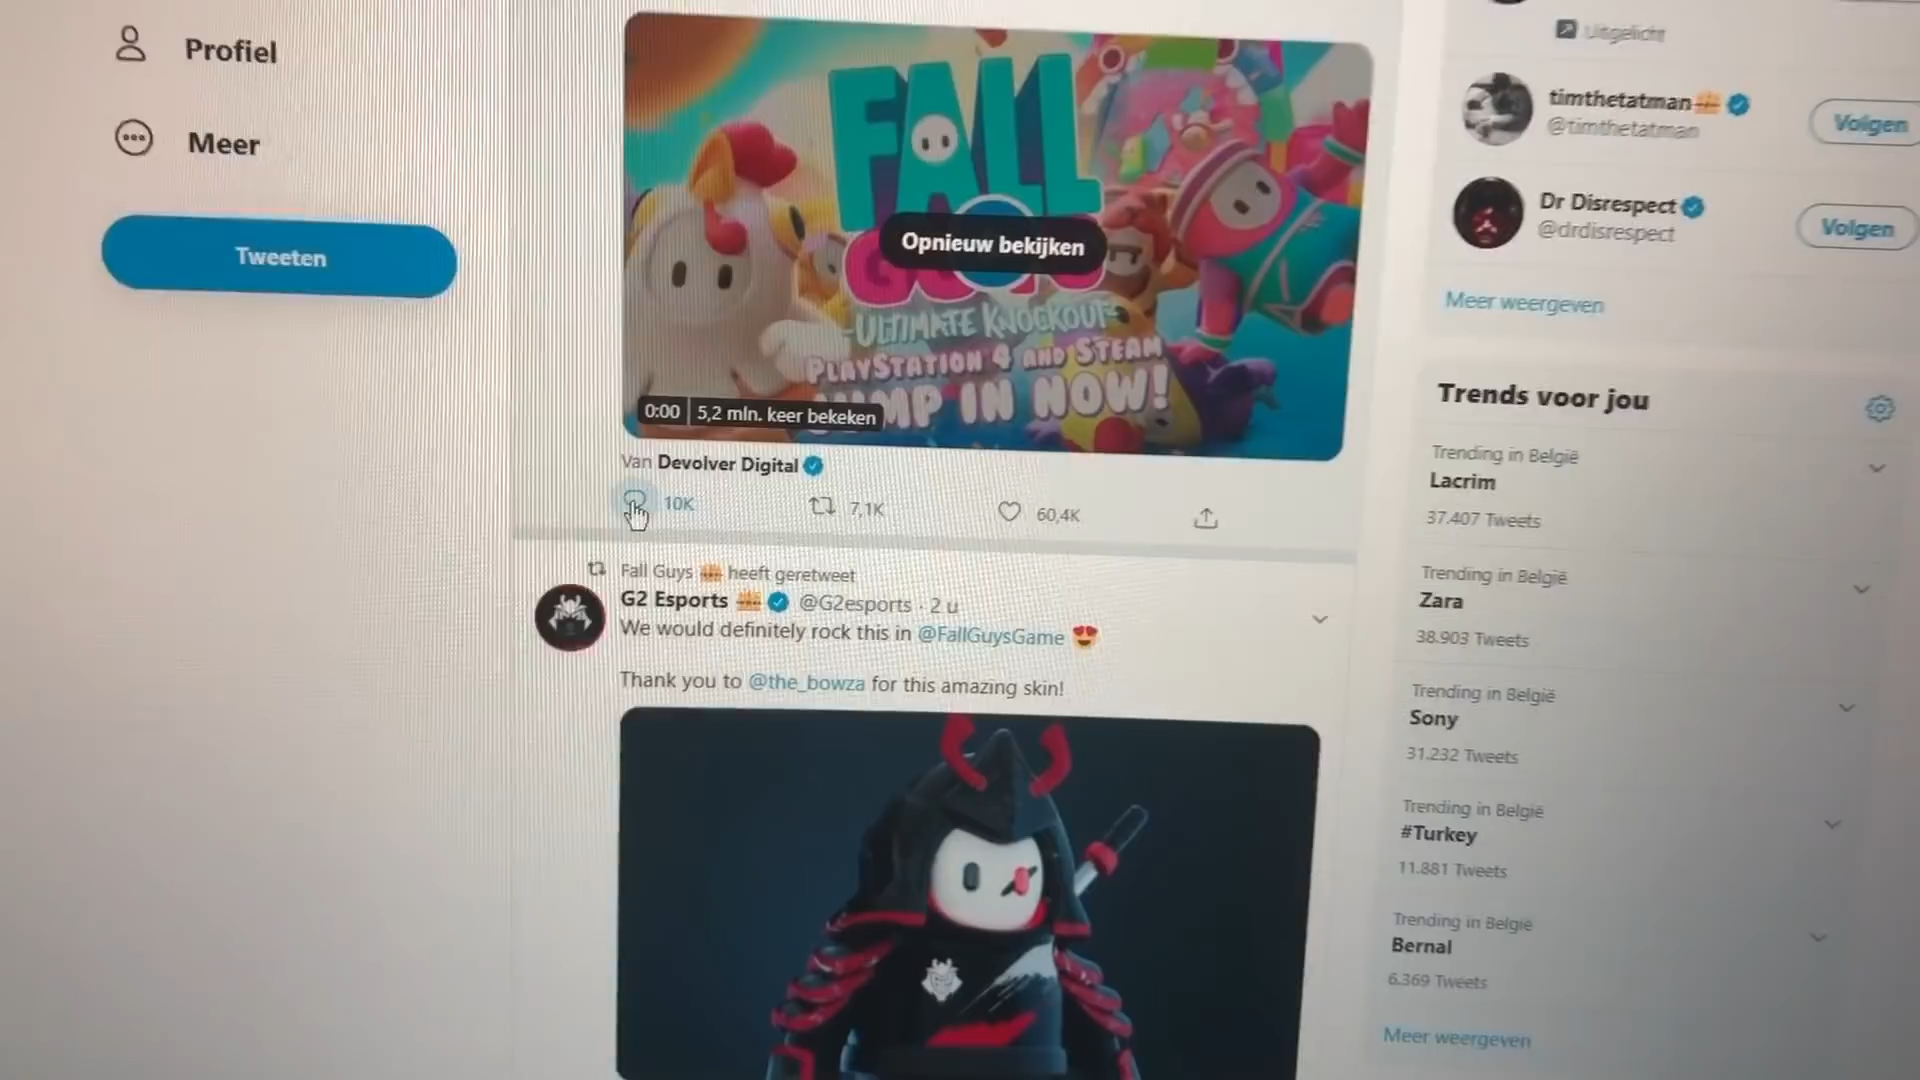 Profiel
Meer
Tweeten
FALL
Opnieuw bekijken
ULTIMATE KNOCKOUT
PLAYSTATION 4 AND STEAM
JUMP IN NOW!
0:00 5,2 mln. keer bekeken
Van Devolver Digital
10K 7,1K 60,4K
Fall Guys heeft geretweet
G2 Esports @G2esports · 2 u
We would definitely rock this in @FallGuysGame 😍
Thank you to @the_bowza for this amazing skin!
Uitgelicht
timthetatman
@timthetatman
Volgen
Dr Disrespect
@drdisrespect
Volgen
Meer weergeven
Trends voor jou
Trending in België
Lacrim
37.407 Tweets
Trending in België
Zara
38.903 Tweets
Trending in België
Sony
31.232 Tweets
Trending in België
#Turkey
11.881 Tweets
Trending in België
Bernal
6.369 Tweets
Meer weergeven